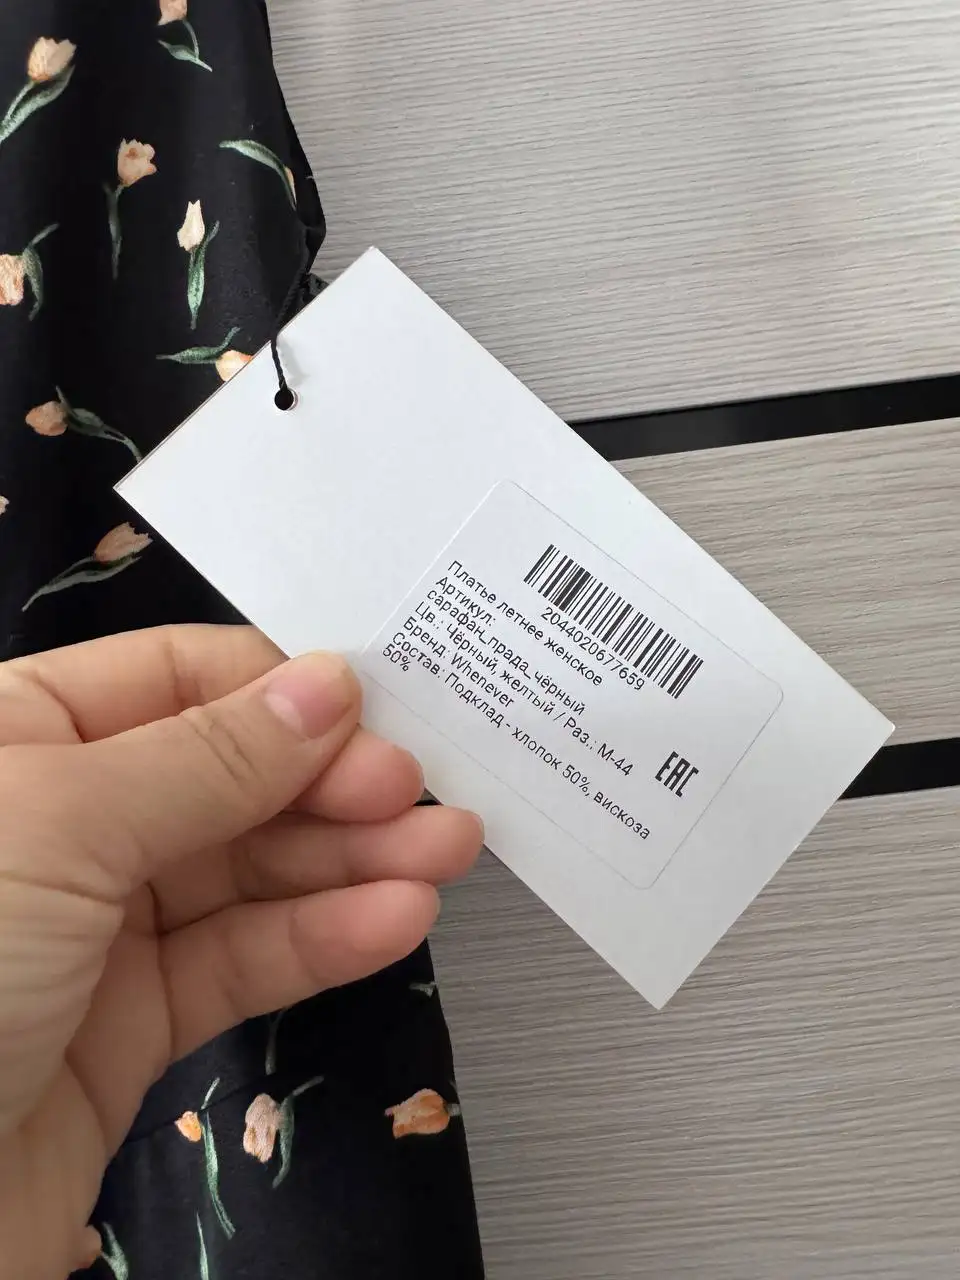 2044020677659
Платье летнее женское
Артикул:
сарафан_прада_чёрный
Цв.: Чёрный, желтый / Раз.: M-44
Бренд: Whenever
Состав: Подклад - хлопок 50%, вискоза
50%
EAC